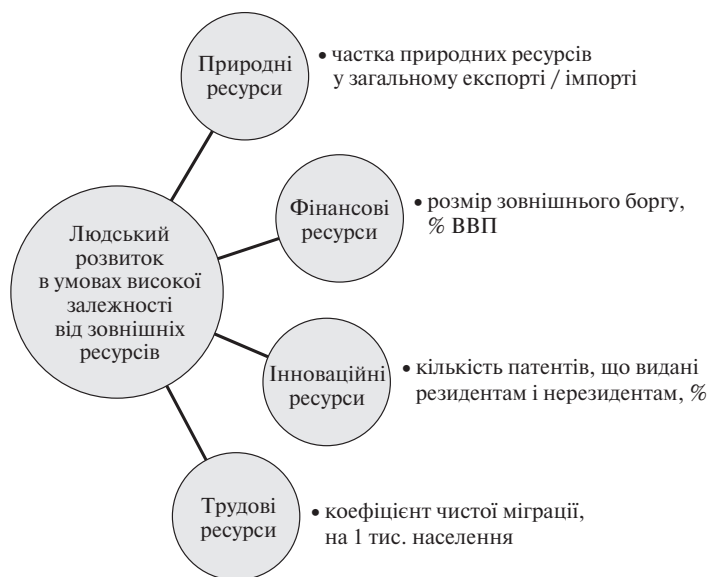 Природні
ресурси
• частка природних ресурсів
у загальному експорті / імпорті
Людський
розвиток
в умовах високої
залежності
від зовнішніх
ресурсів
Фінансові
ресурси
• розмір зовнішнього боргу,
% ВВП
Інноваційні
ресурси
• кількість патентів, що видані
резидентам і нерезидентам, %
Трудові
ресурси
• коефіцієнт чистої міграції,
на 1 тис. населення